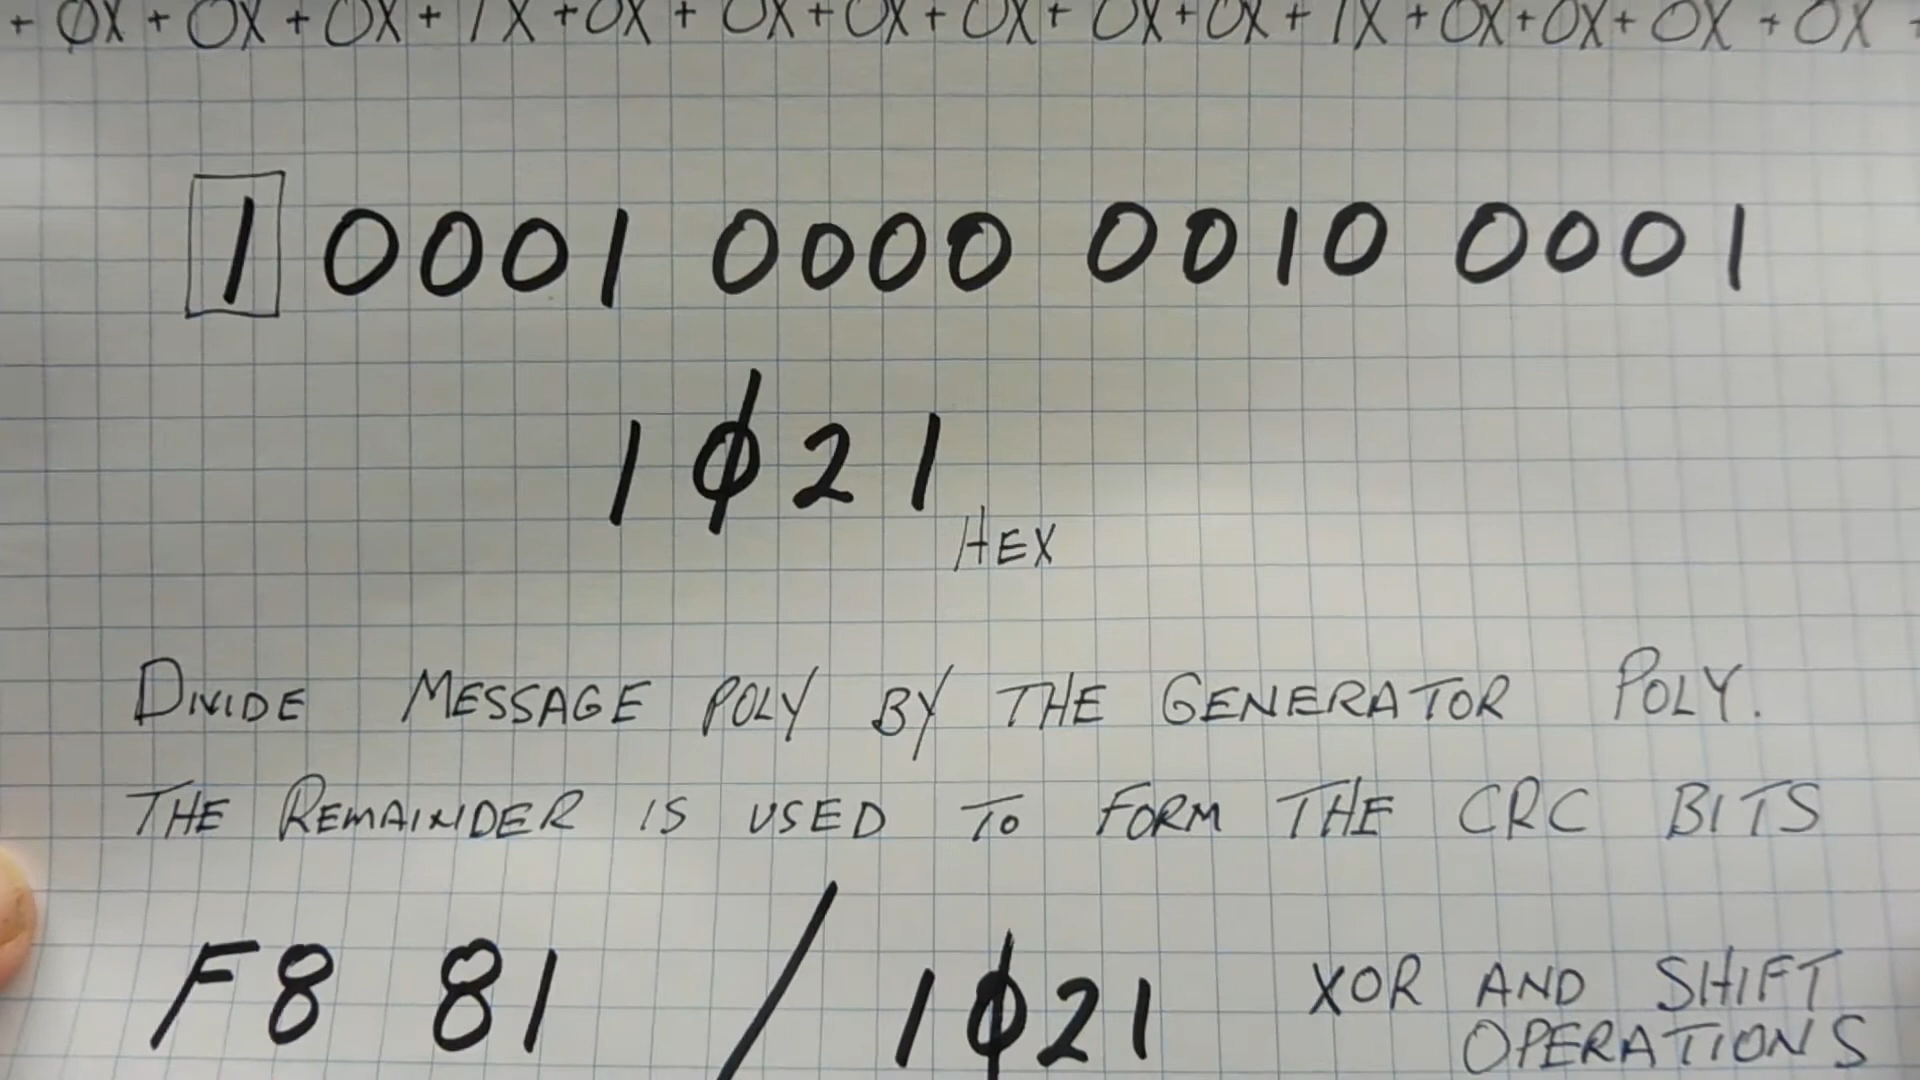 + 0X + 0X + 0X + 1X + 0X + 0X + 0X + 0X + 0X + 0X + 1X + 0X + 0X + 0X + 0X +
1 0001 0000 0010 0001
1021 HEX
DIVIDE MESSAGE POLY BY THE GENERATOR POLY.
THE REMAINDER IS USED TO FORM THE CRC BITS
F8 81 / 1021 XOR AND SHIFT
OPERATIONS